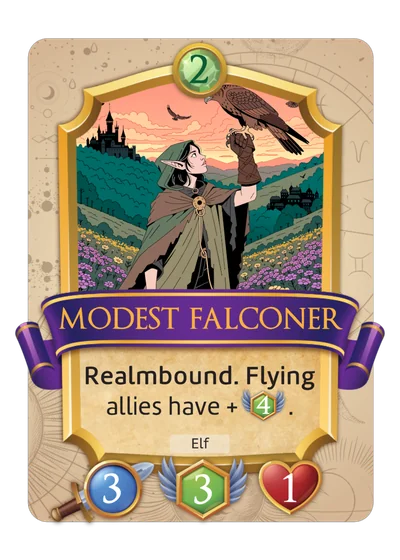 2
MODEST FALCONER
Realmbound. Flying
allies have + 4 .
Elf
3 3 1